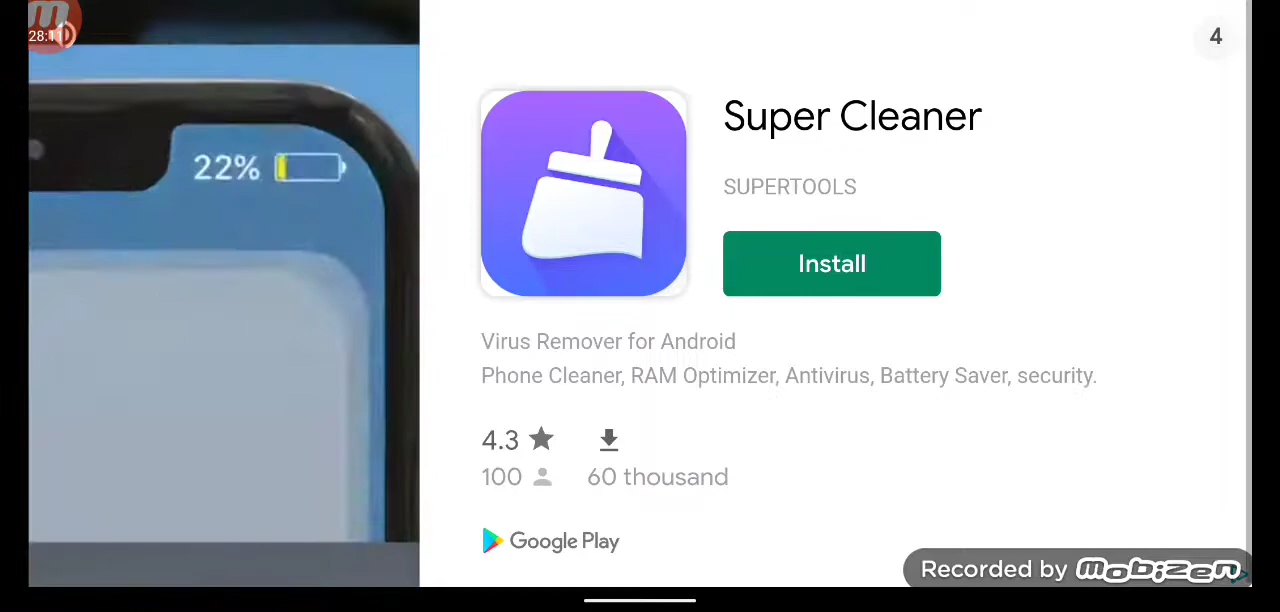 28:11
4
22%
Super Cleaner
SUPERTOOLS
Install
Virus Remover for Android
Phone Cleaner, RAM Optimizer, Antivirus, Battery Saver, security.
4.3
100 60 thousand
Google Play
Recorded by mobizen